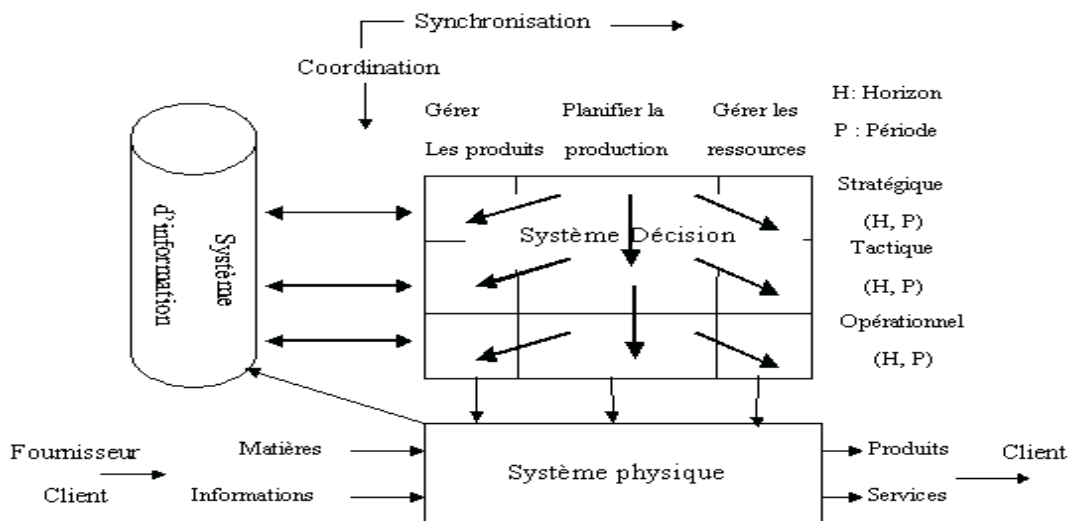 Synchronisation
Coordination
Gérer
Les produits
Planifier la
production
Gérer les
ressources
H: Horizon
P : Période
Système
d'information
Système Décision
Stratégique
(H, P)
Tactique
(H, P)
Opérationnel
(H, P)
Fournisseur
Client
Matières
Informations
Système physique
Produits
Services
Client